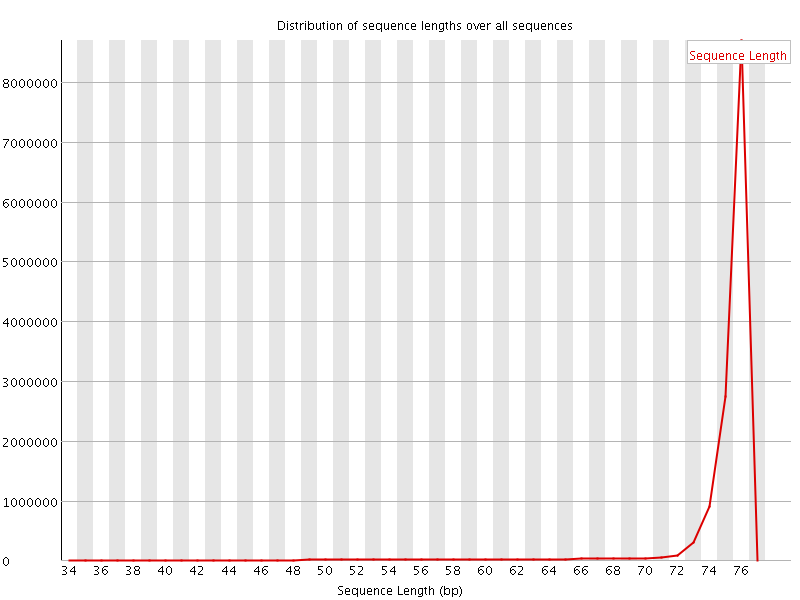 Distribution of sequence lengths over all sequences
Sequence Length
8000000
7000000
6000000
5000000
4000000
3000000
2000000
1000000
0
34 36 38 40 42 44 46 48 50 52 54 56 58 60 62 64 66 68 70 72 74 76
Sequence Length (bp)